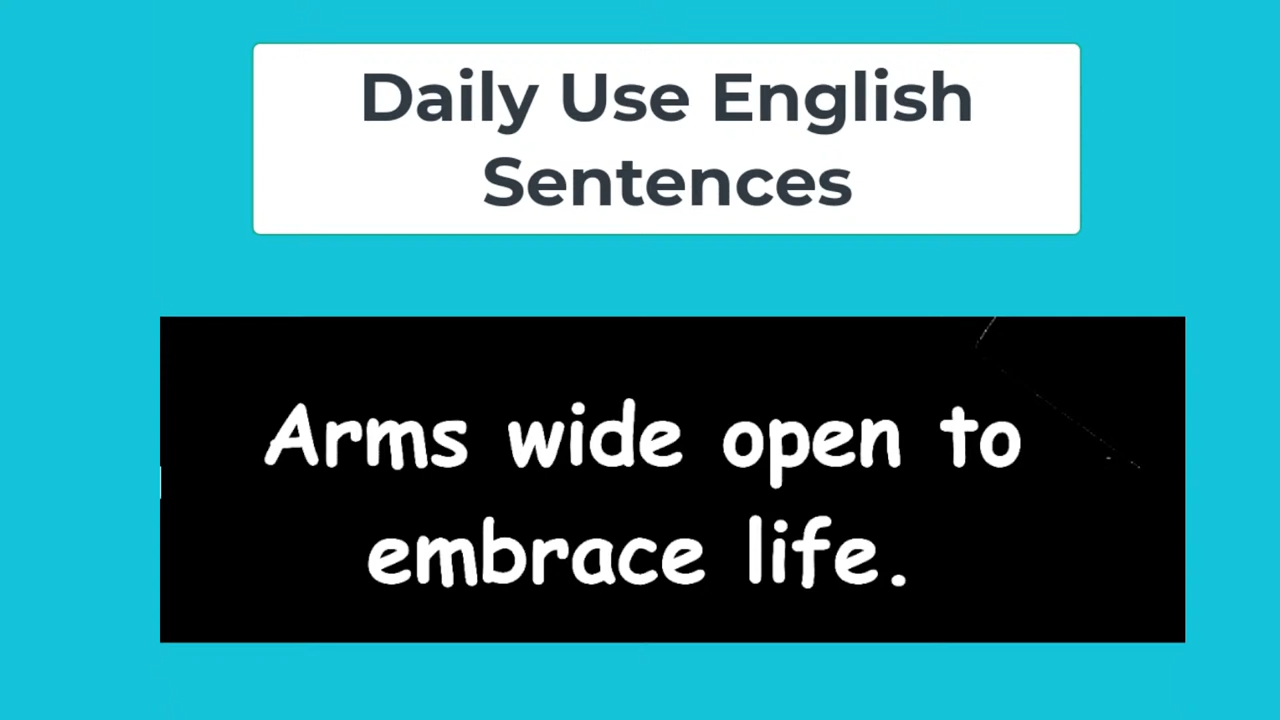 Daily Use English
Sentences
Arms wide open to
embrace life.